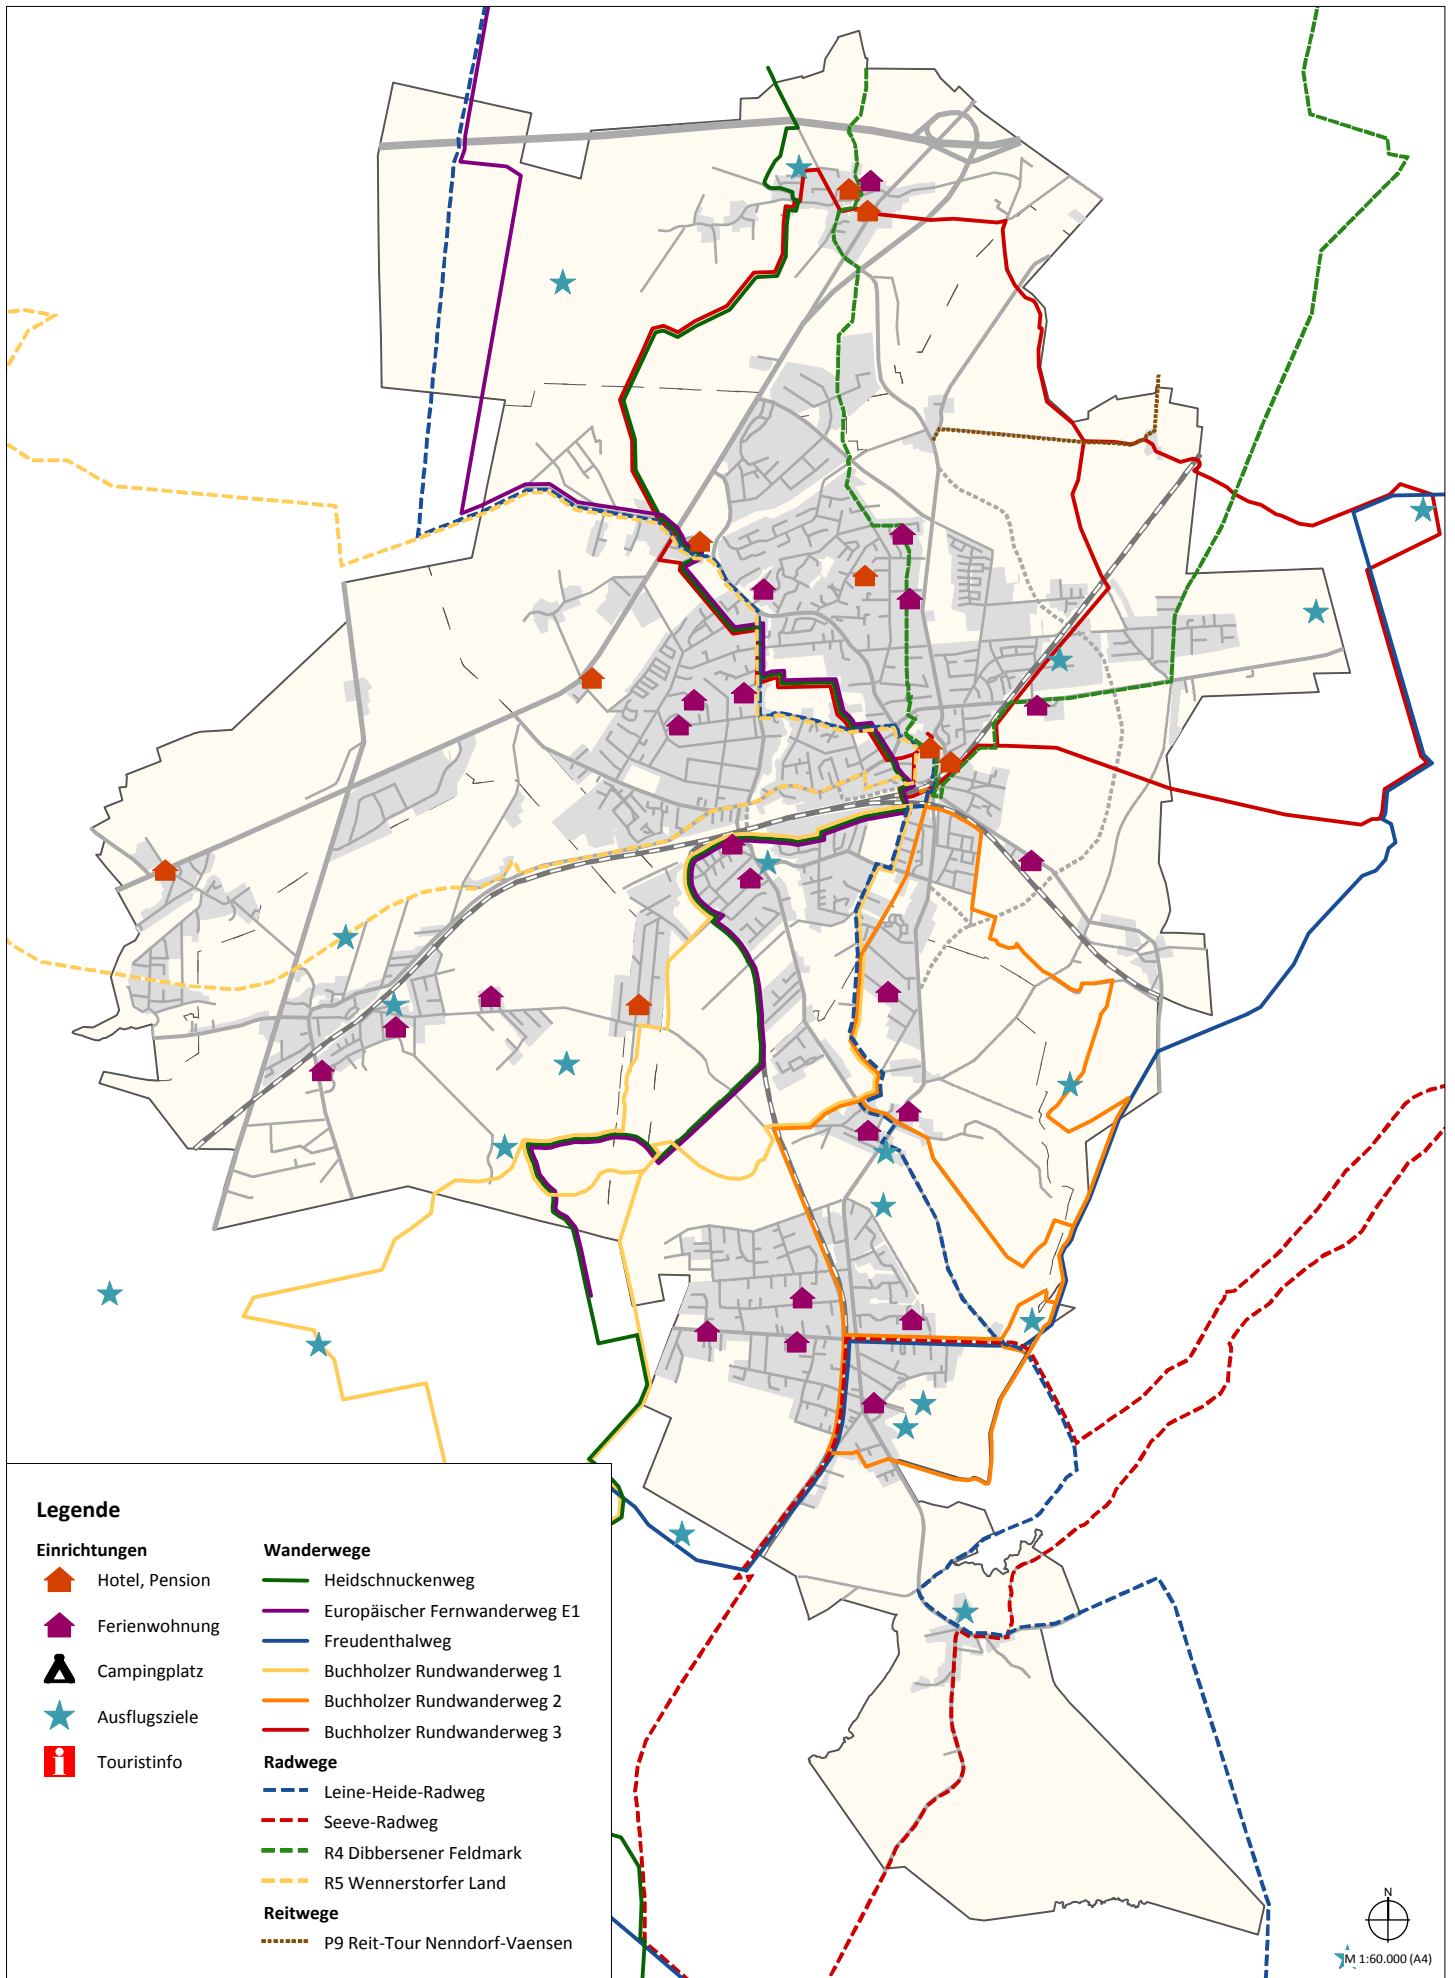 Legende
Einrichtungen
Hotel, Pension
Ferienwohnung
Campingplatz
Ausflugsziele
i
Touristinfo
Wanderwege
Heidschnuckenweg
Europäischer Fernwanderweg E1
Freudenthalweg
Buchholzer Rundwanderweg 1
Buchholzer Rundwanderweg 2
Buchholzer Rundwanderweg 3
Radwege
Leine-Heide-Radweg
Seeve-Radweg
R4 Dibbersener Feldmark
R5 Wennerstorfer Land
Reitwege
P9 Reit-Tour Nenndorf-Vaensen
N
M 1:60.000 (A4)